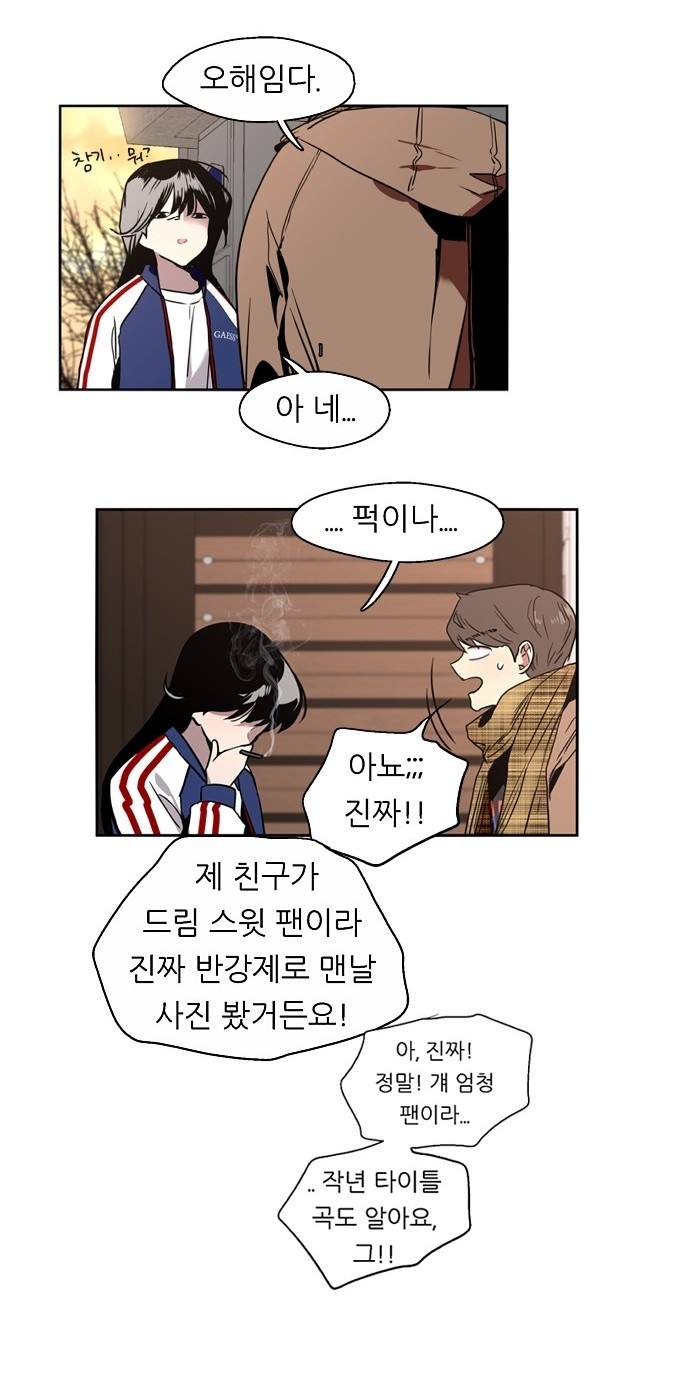 오해임다.
참기.. 뭐?
GAESS
아 네...
.... 퍽이나....
아뇨;;;
진짜!!
제 친구가
드림 스윗 팬이라
진짜 반강제로 맨날
사진 봤거든요!
아, 진짜!
정말! 걔 엄청
팬이라...
.. 작년 타이틀
곡도 알아요,
그!!